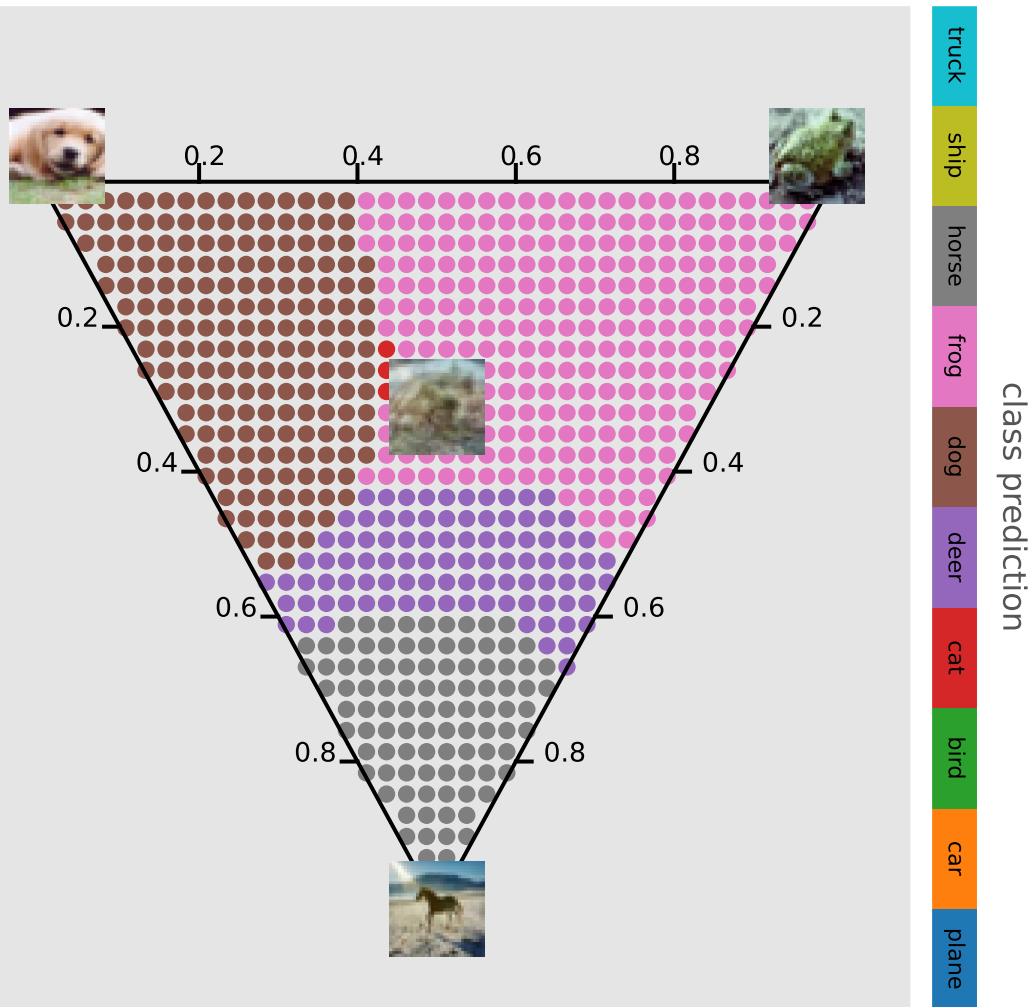 0.2 0.4 0.6 0.8
0.2 0.2
0.4 0.4
0.6 0.6
0.8 0.8
truck
ship
horse
frog
dog
deer
cat
bird
car
plane
class prediction